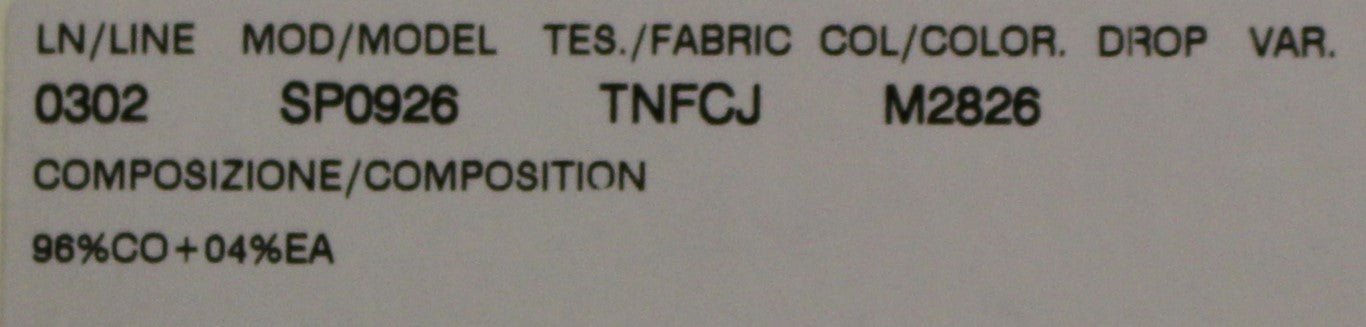 LN/LINE MOD/MODEL TES./FABRIC COL/COLOR. DROP VAR.
0302 SP0926 TNFCJ M2826
COMPOSIZIONE/COMPOSITION
96%CO+04%EA